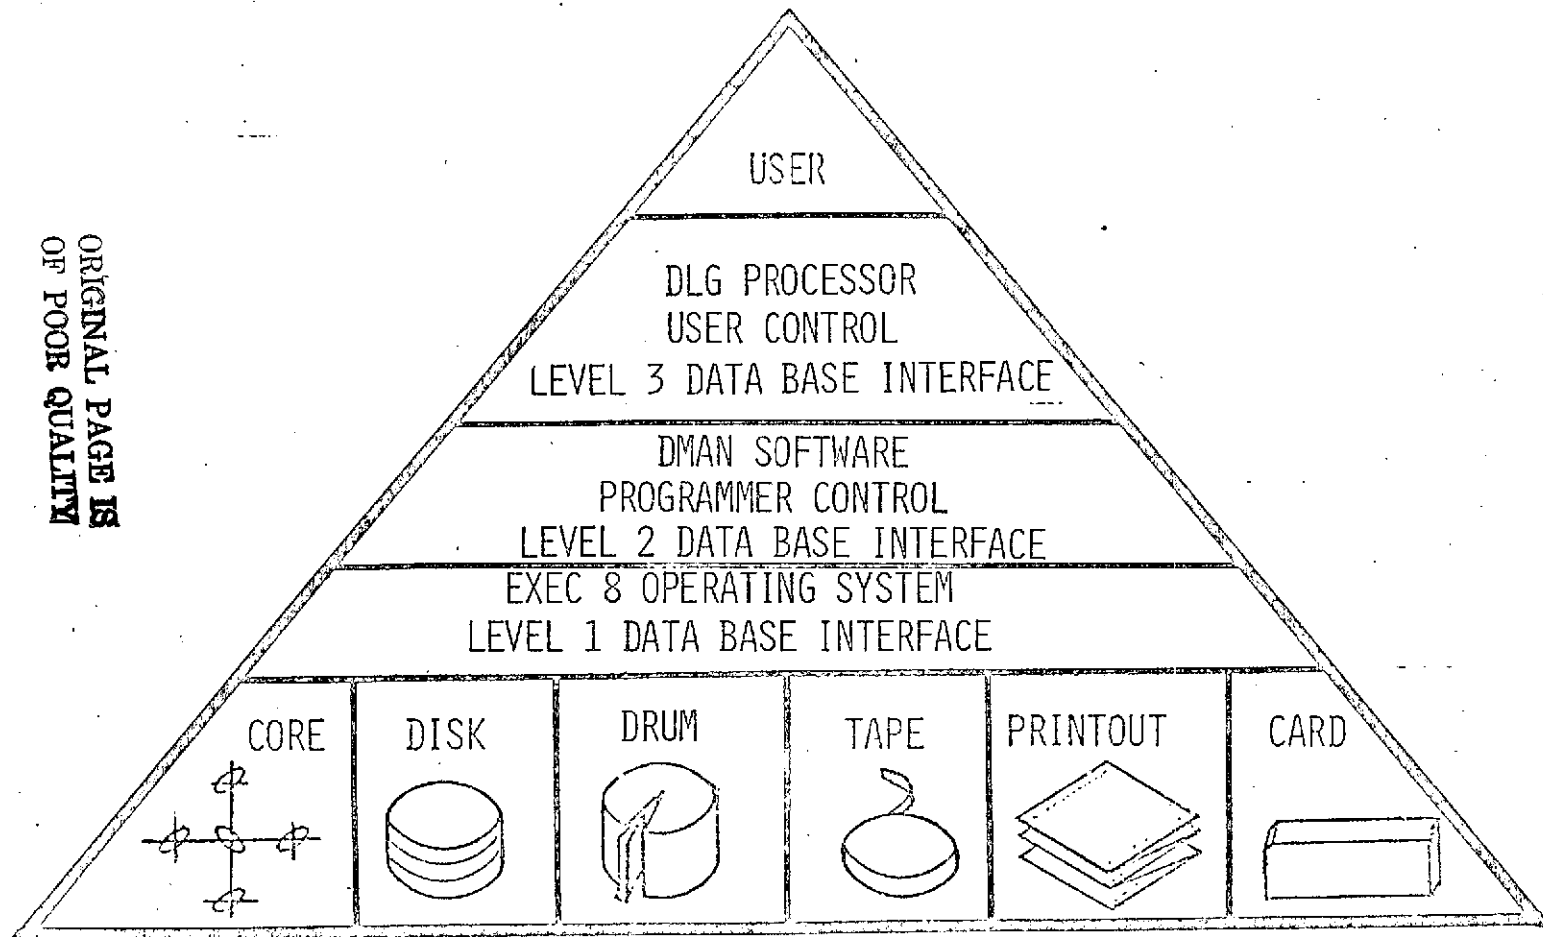 USER
DLG PROCESSOR
USER CONTROL
LEVEL 3 DATA BASE INTERFACE
DMAN SOFTWARE
PROGRAMMER CONTROL
LEVEL 2 DATA BASE INTERFACE
EXEC 8 OPERATING SYSTEM
LEVEL 1 DATA BASE INTERFACE
CORE
DISK
DRUM
TAPE
PRINTOUT
CARD
ORIGINAL PAGE IS
OF POOR QUALITY